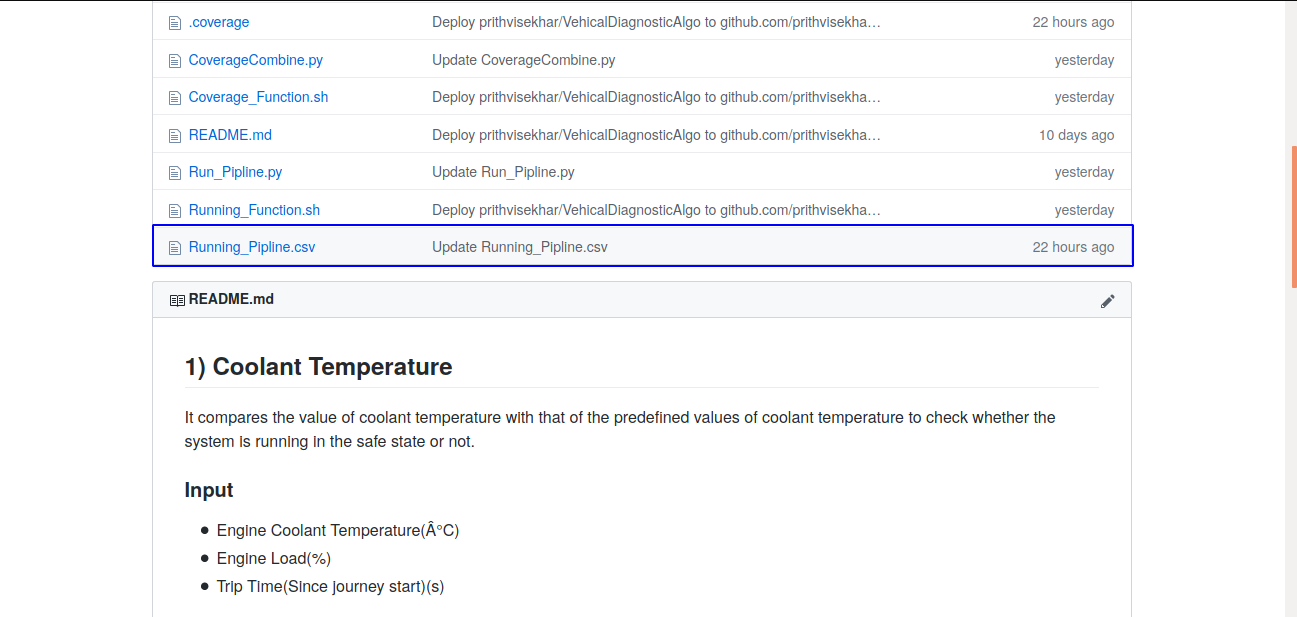 .coverage Deploy prithvisekhar/VehicalDiagnosticAlgo to github.com/prithvisekha… 22 hours ago
CoverageCombine.py Update CoverageCombine.py yesterday
Coverage_Function.sh Deploy prithvisekhar/VehicalDiagnosticAlgo to github.com/prithvisekha… yesterday
README.md Deploy prithvisekhar/VehicalDiagnosticAlgo to github.com/prithvisekha… 10 days ago
Run_Pipline.py Update Run_Pipline.py yesterday
Running_Function.sh Deploy prithvisekhar/VehicalDiagnosticAlgo to github.com/prithvisekha… yesterday
Running_Pipline.csv Update Running_Pipline.csv 22 hours ago
README.md
1) Coolant Temperature
It compares the value of coolant temperature with that of the predefined values of coolant temperature to check whether the
system is running in the safe state or not.
Input
● Engine Coolant Temperature(Â°C)
● Engine Load(%)
● Trip Time(Since journey start)(s)